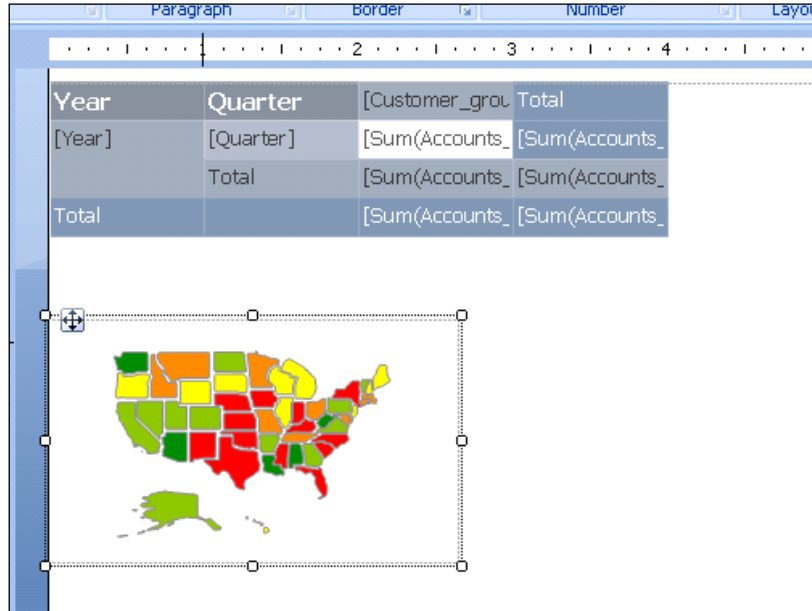 Paragraph Border Number Layou
1 2 3 4
Year Quarter [Customer_grou Total
[Year] [Quarter] [Sum(Accounts_ [Sum(Accounts_
Total [Sum(Accounts_ [Sum(Accounts_
Total [Sum(Accounts_ [Sum(Accounts_